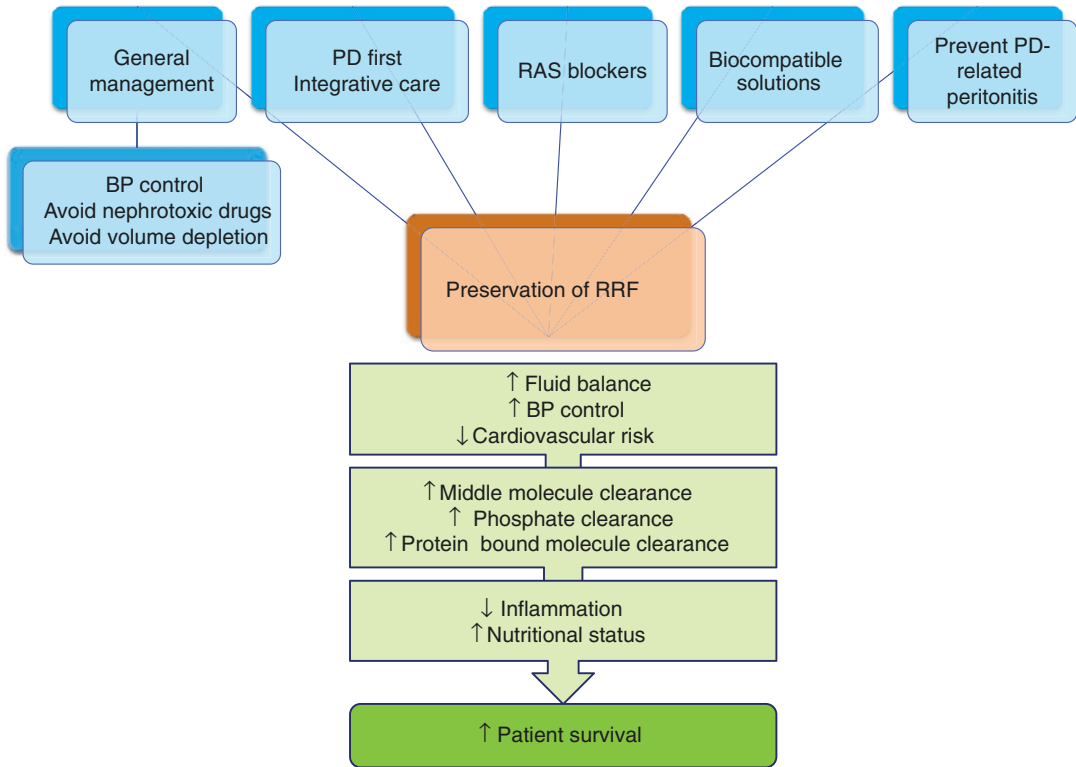 General
management
PD first
Integrative care
RAS blockers
Biocompatible
solutions
Prevent PD-
related
peritonitis
BP control
Avoid nephrotoxic drugs
Avoid volume depletion
Preservation of RRF
↑ Fluid balance
↑ BP control
↓ Cardiovascular risk
↑ Middle molecule clearance
↑ Phosphate clearance
↑ Protein bound molecule clearance
↓ Inflammation
↑ Nutritional status
↑ Patient survival